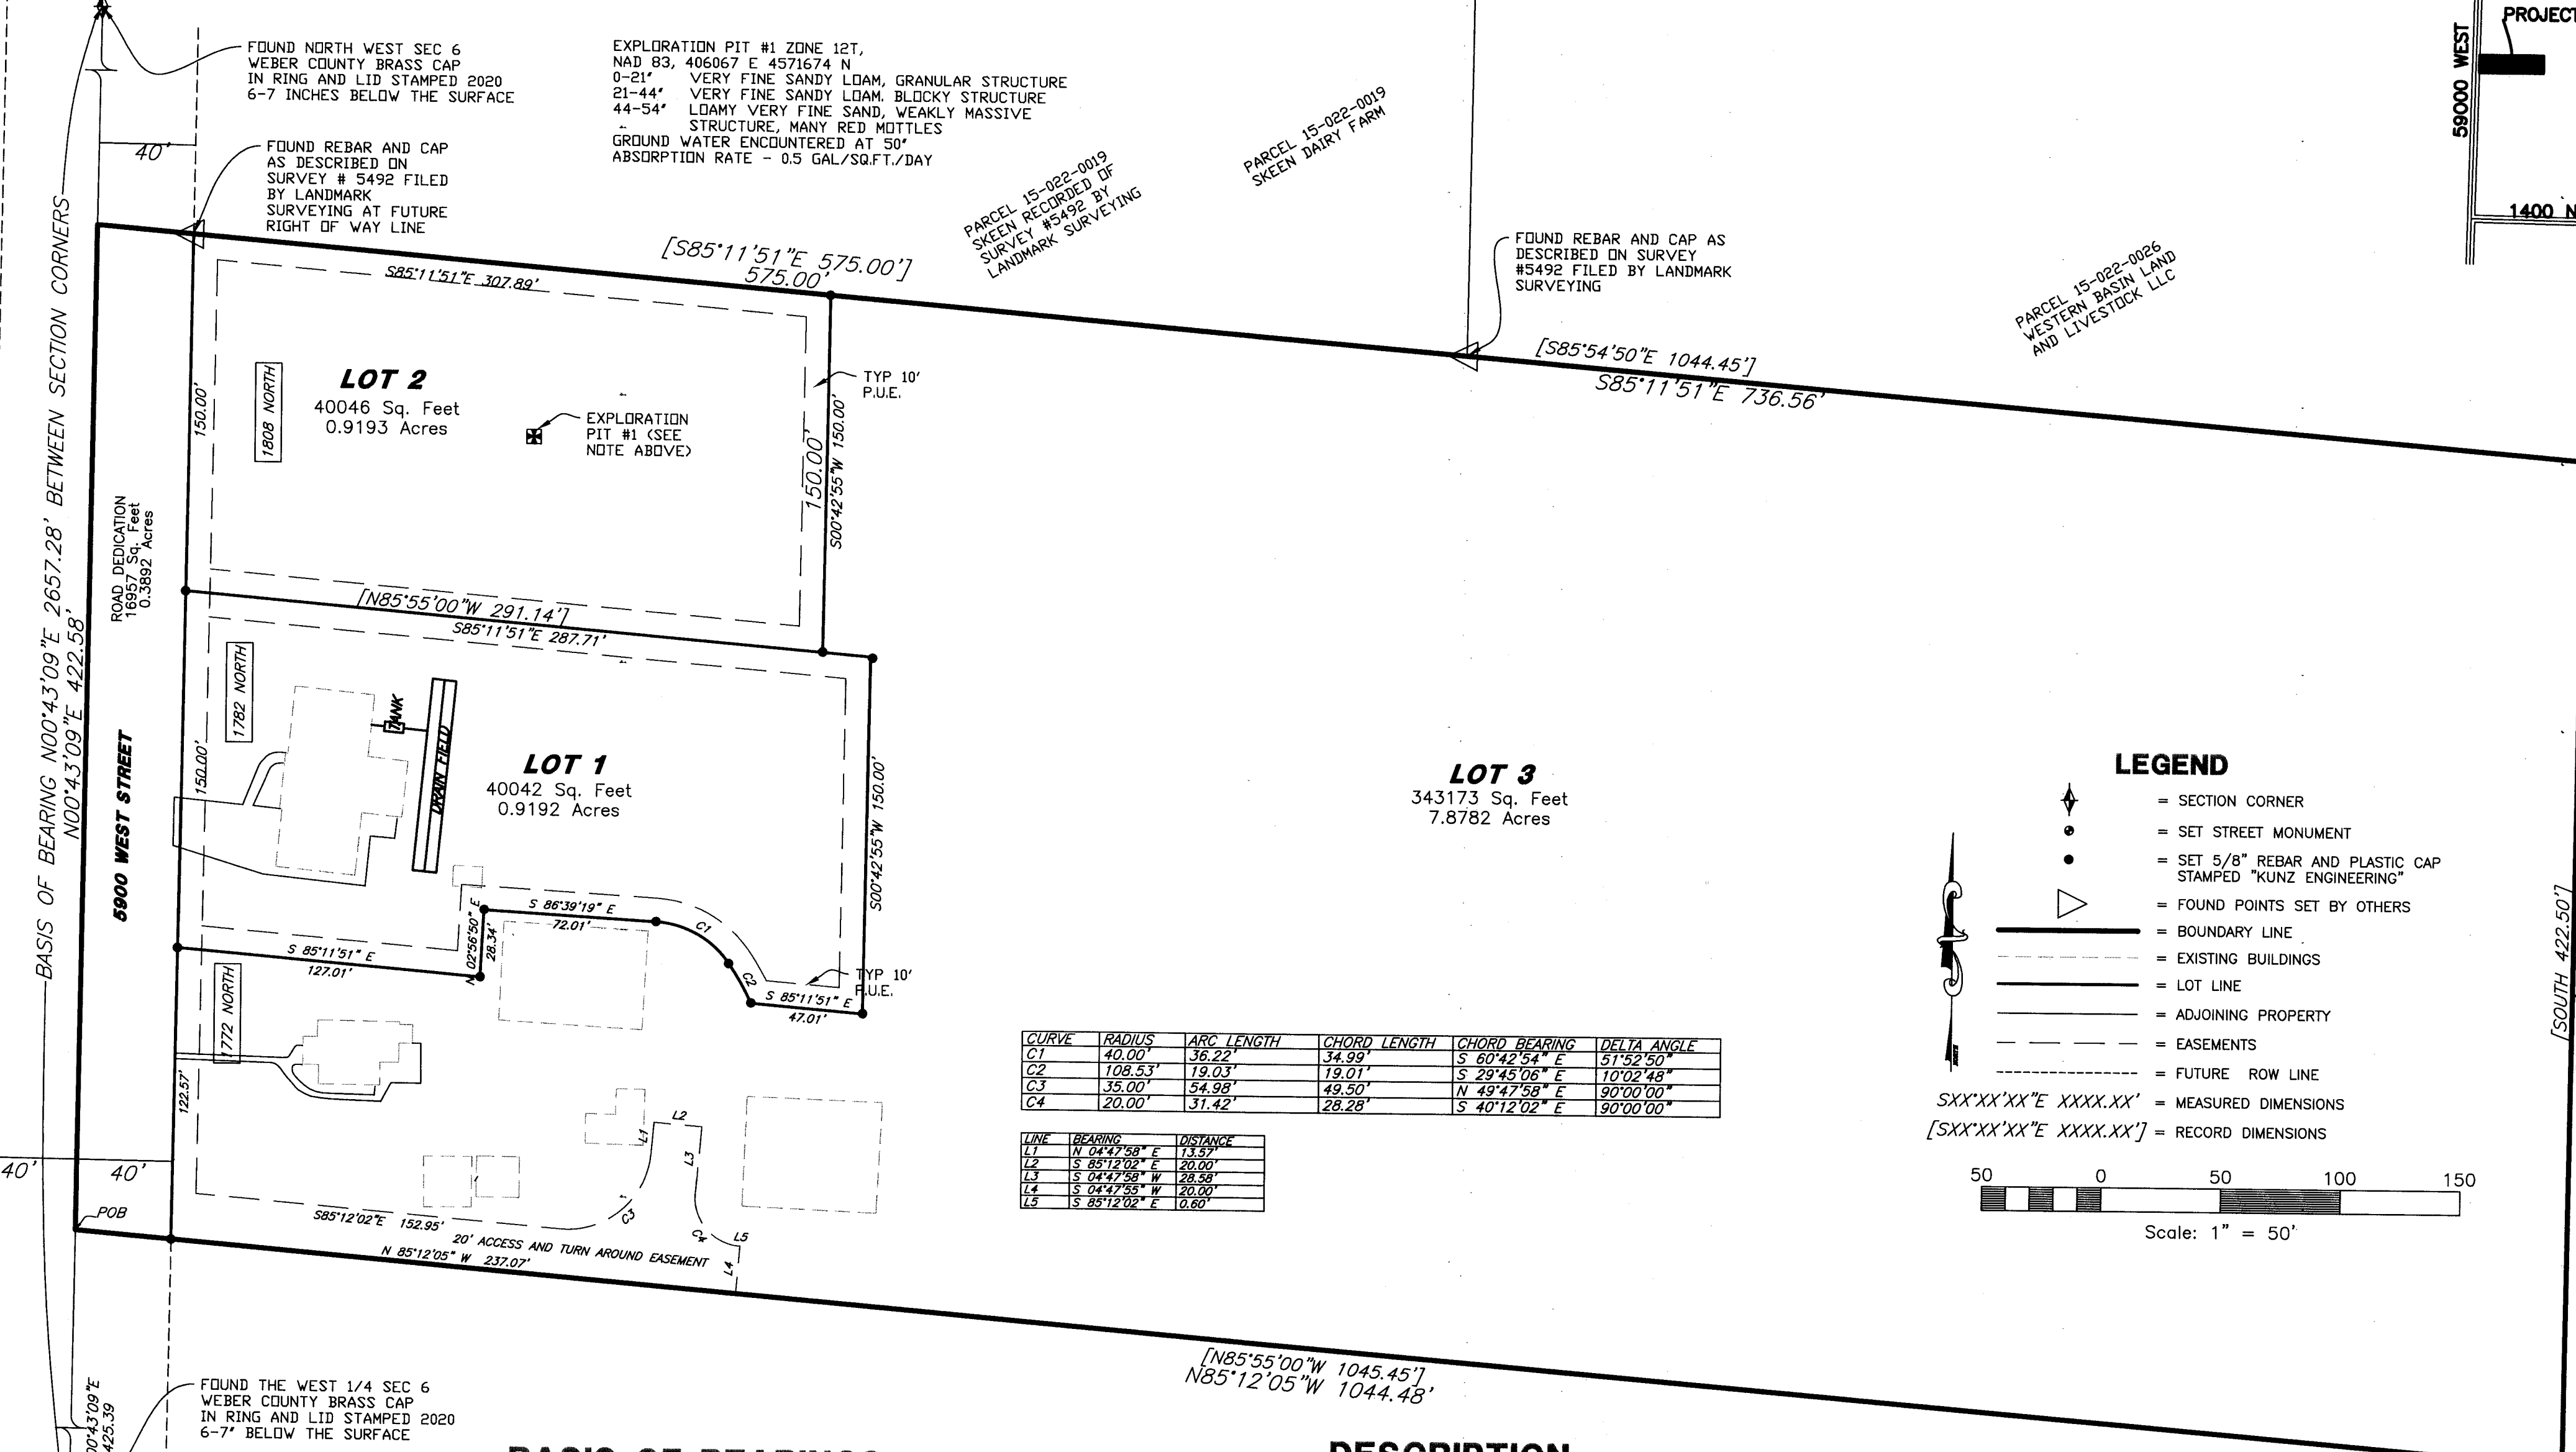 FOUND NORTH WEST SEC 6
WEBER COUNTY BRASS CAP
IN RING AND LID STAMPED 2020
6-7 INCHES BELOW THE SURFACE
EXPLORATION PIT #1 ZONE 12T,
NAD 83, 406067 E 4571674 N
0-21" VERY FINE SANDY LOAM, GRANULAR STRUCTURE
21-44" VERY FINE SANDY LOAM, BLOCKY STRUCTURE
44-54" LOAMY VERY FINE SAND, WEAKLY MASSIVE
STRUCTURE, MANY RED MOTTLES
GROUND WATER ENCOUNTERED AT 50"
ABSORPTION RATE - 0.5 GAL/SQ.FT./DAY
PROJECT
59000 WEST
1400 N
40'
FOUND REBAR AND CAP
AS DESCRIBED ON
SURVEY # 5492 FILED
BY LANDMARK
SURVEYING AT FUTURE
RIGHT OF WAY LINE
PARCEL 15-022-0019
SKEEN RECORDED OF
SURVEY #5492 BY
LANDMARK SURVEYING
PARCEL 15-022-0019
SKEEN DAIRY FARM
FOUND REBAR AND CAP AS
DESCRIBED ON SURVEY
#5492 FILED BY LANDMARK
SURVEYING
PARCEL 15-022-0026
WESTERN BASIN LAND
AND LIVESTOCK LLC
[S85°11'51"E 575.00']
575.00'
S85°11'51"E 307.89'
[S85°54'50"E 1044.45']
S85°11'51"E 736.56'
BASIS OF BEARING N00°43'09"E 2657.28' BETWEEN SECTION CORNERS
N00°43'09"E 422.58'
LOT 2
40046 Sq. Feet
0.9193 Acres
1808 NORTH
150.00'
EXPLORATION
PIT #1 (SEE
NOTE ABOVE)
TYP 10'
P.U.E.
150.00'
S00°42'55"W 150.00'
ROAD DEDICATION
16957 Sq. Feet
0.3892 Acres
[N85°55'00"W 291.14']
S85°11'51"E 287.71'
1782 NORTH
TANK
DRAIN FIELD
150.00'
5900 WEST STREET
LOT 1
40042 Sq. Feet
0.9192 Acres
S00°42'55"W 150.00'
LOT 3
343173 Sq. Feet
7.8782 Acres
S 86°39'19" E
72.01'
C1
N 02°56'50" E
28.34'
S 85°11'51" E
127.01'
C2
TYP 10'
P.U.E.
S 85°11'51" E
47.01'
1772 NORTH
122.57'
LEGEND
= SECTION CORNER
= SET STREET MONUMENT
= SET 5/8" REBAR AND PLASTIC CAP
STAMPED "KUNZ ENGINEERING"
= FOUND POINTS SET BY OTHERS
= BOUNDARY LINE
= EXISTING BUILDINGS
= LOT LINE
= ADJOINING PROPERTY
= EASEMENTS
= FUTURE ROW LINE
SXX°XX'XX"E XXXX.XX' = MEASURED DIMENSIONS
[SXX°XX'XX"E XXXX.XX'] = RECORD DIMENSIONS
[SOUTH 422.50']
50 0 50 100 150
Scale: 1" = 50'
CURVE RADIUS ARC LENGTH CHORD LENGTH CHORD BEARING DELTA ANGLE
C1 40.00' 36.22' 34.99' S 60°42'54" E 51°52'50"
C2 108.53' 19.03' 19.01' S 29°45'06" E 10°02'48"
C3 35.00' 54.98' 49.50' N 49°47'58" E 90°00'00"
C4 20.00' 31.42' 28.28' S 40°12'02" E 90°00'00"
LINE BEARING DISTANCE
L1 N 04°47'58" E 13.57'
L2 S 85°12'02" E 20.00'
L3 S 04°47'58" W 28.58'
L4 S 04°47'55" W 20.00'
L5 S 85°12'02" E 0.60'
L2
L1
L3
C3
L5
L4
40' 40'
POB
S85°12'02"E 152.95'
20' ACCESS AND TURN AROUND EASEMENT
N 85°12'05" W 237.07'
[N85°55'00"W 1045.45']
N85°12'05"W 1044.48'
FOUND THE WEST 1/4 SEC 6
WEBER COUNTY BRASS CAP
IN RING AND LID STAMPED 2020
6-7" BELOW THE SURFACE
00°43'09"E
425.39
DESCRIPTION